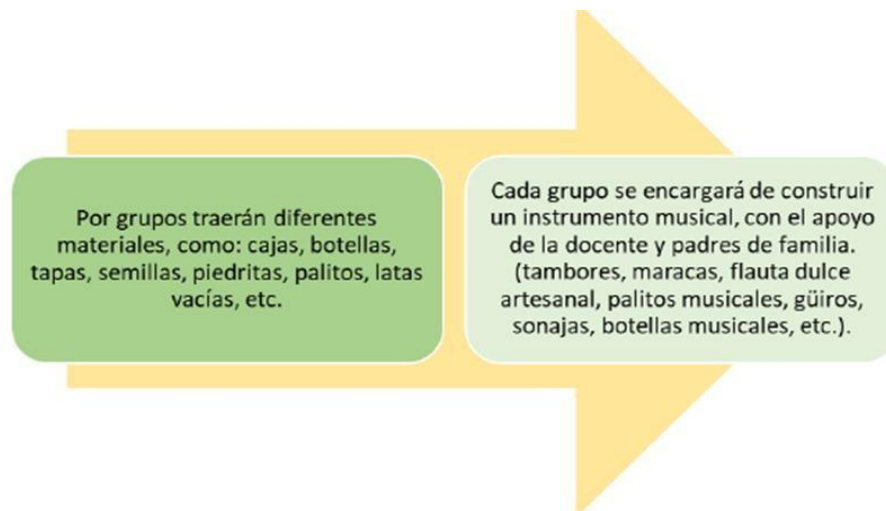 Por grupos traerán diferentes
materiales, como: cajas, botellas,
tapas, semillas, piedritas, palitos, latas
vacías, etc.
Cada grupo se encargará de construir
un instrumento musical, con el apoyo
de la docente y padres de familia.
(tambores, maracas, flauta dulce
artesanal, palitos musicales, güiros,
sonajas, botellas musicales, etc.).